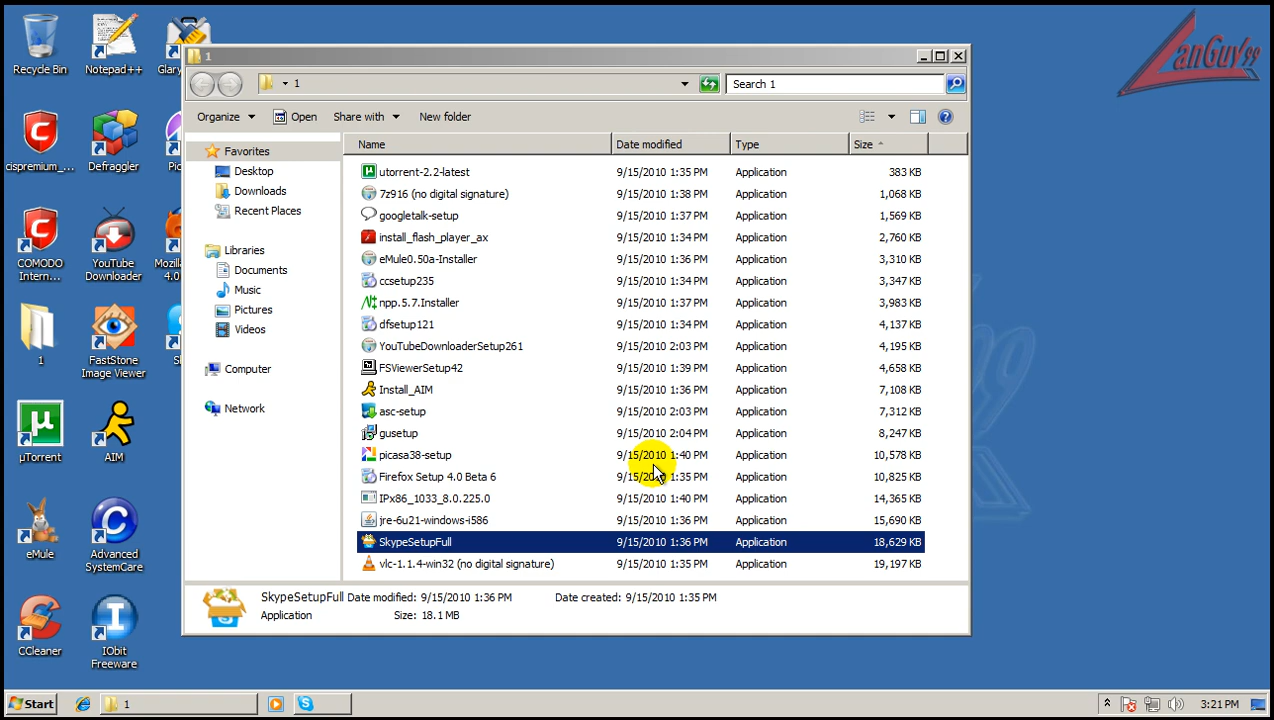 Recycle Bin
Notepad++
Glary
cispremium_...
Defraggler
Pic
COMODO
Intern...
YouTube
Downloader
Mozil
4.0
1
FastStone
Image Viewer
S
µTorrent
AIM
eMule
Advanced
SystemCare
CCleaner
IObit
Freeware
LanGuy99
1
1
Search 1
Organize
Open
Share with
New folder
Name
Date modified
Type
Size
Favorites
Desktop
Downloads
Recent Places
Libraries
Documents
Music
Pictures
Videos
Computer
Network
utorrent-2.2-latest 9/15/2010 1:35 PM Application 383 KB
7z916 (no digital signature) 9/15/2010 1:38 PM Application 1,068 KB
googletalk-setup 9/15/2010 1:37 PM Application 1,569 KB
install_flash_player_ax 9/15/2010 1:34 PM Application 2,760 KB
eMule0.50a-Installer 9/15/2010 1:36 PM Application 3,310 KB
ccsetup235 9/15/2010 1:34 PM Application 3,347 KB
npp.5.7.Installer 9/15/2010 1:37 PM Application 3,983 KB
dfsetup121 9/15/2010 1:34 PM Application 4,137 KB
YouTubeDownloaderSetup261 9/15/2010 2:03 PM Application 4,195 KB
FSViewerSetup42 9/15/2010 1:39 PM Application 4,658 KB
Install_AIM 9/15/2010 1:36 PM Application 7,108 KB
asc-setup 9/15/2010 2:03 PM Application 7,312 KB
gusetup 9/15/2010 2:04 PM Application 8,247 KB
picasa38-setup 9/15/2010 1:40 PM Application 10,578 KB
Firefox Setup 4.0 Beta 6 9/15/2010 1:35 PM Application 10,825 KB
IPx86_1033_8.0.225.0 9/15/2010 1:40 PM Application 14,365 KB
jre-6u21-windows-i586 9/15/2010 1:36 PM Application 15,690 KB
SkypeSetupFull 9/15/2010 1:36 PM Application 18,629 KB
vlc-1.1.4-win32 (no digital signature) 9/15/2010 1:35 PM Application 19,197 KB
SkypeSetupFull Date modified: 9/15/2010 1:36 PM Date created: 9/15/2010 1:35 PM
Application Size: 18.1 MB
Start
1
3:21 PM